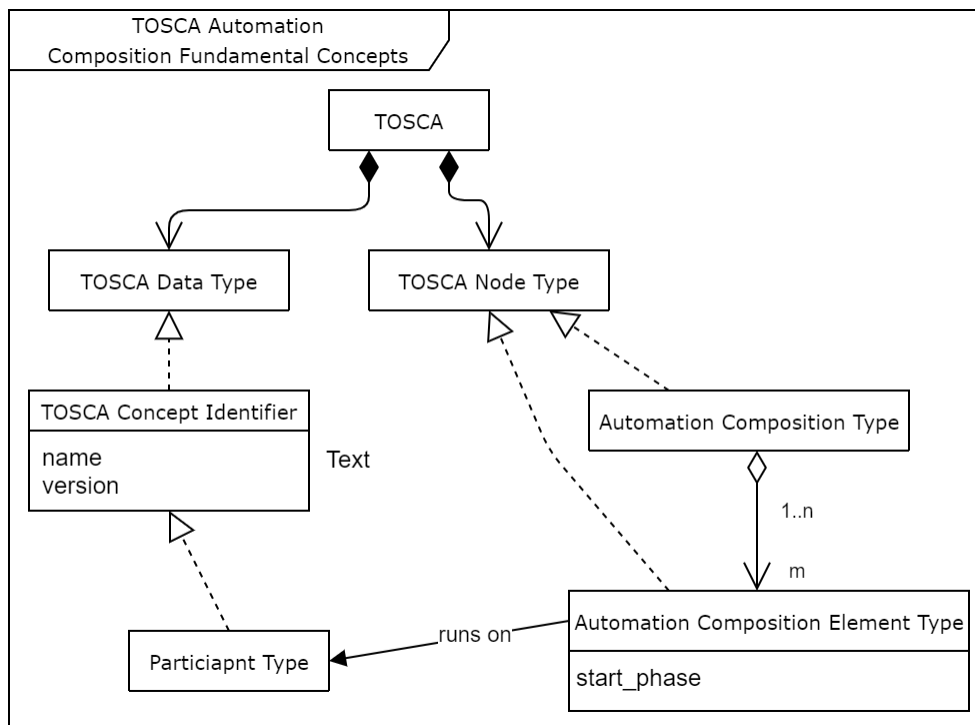 TOSCA Automation
Composition Fundamental Concepts
TOSCA
TOSCA Data Type
TOSCA Node Type
TOSCA Concept Identifier
name
version
Text
Automation Composition Type
1..n
m
Automation Composition Element Type
start_phase
runs on
Particiapnt Type